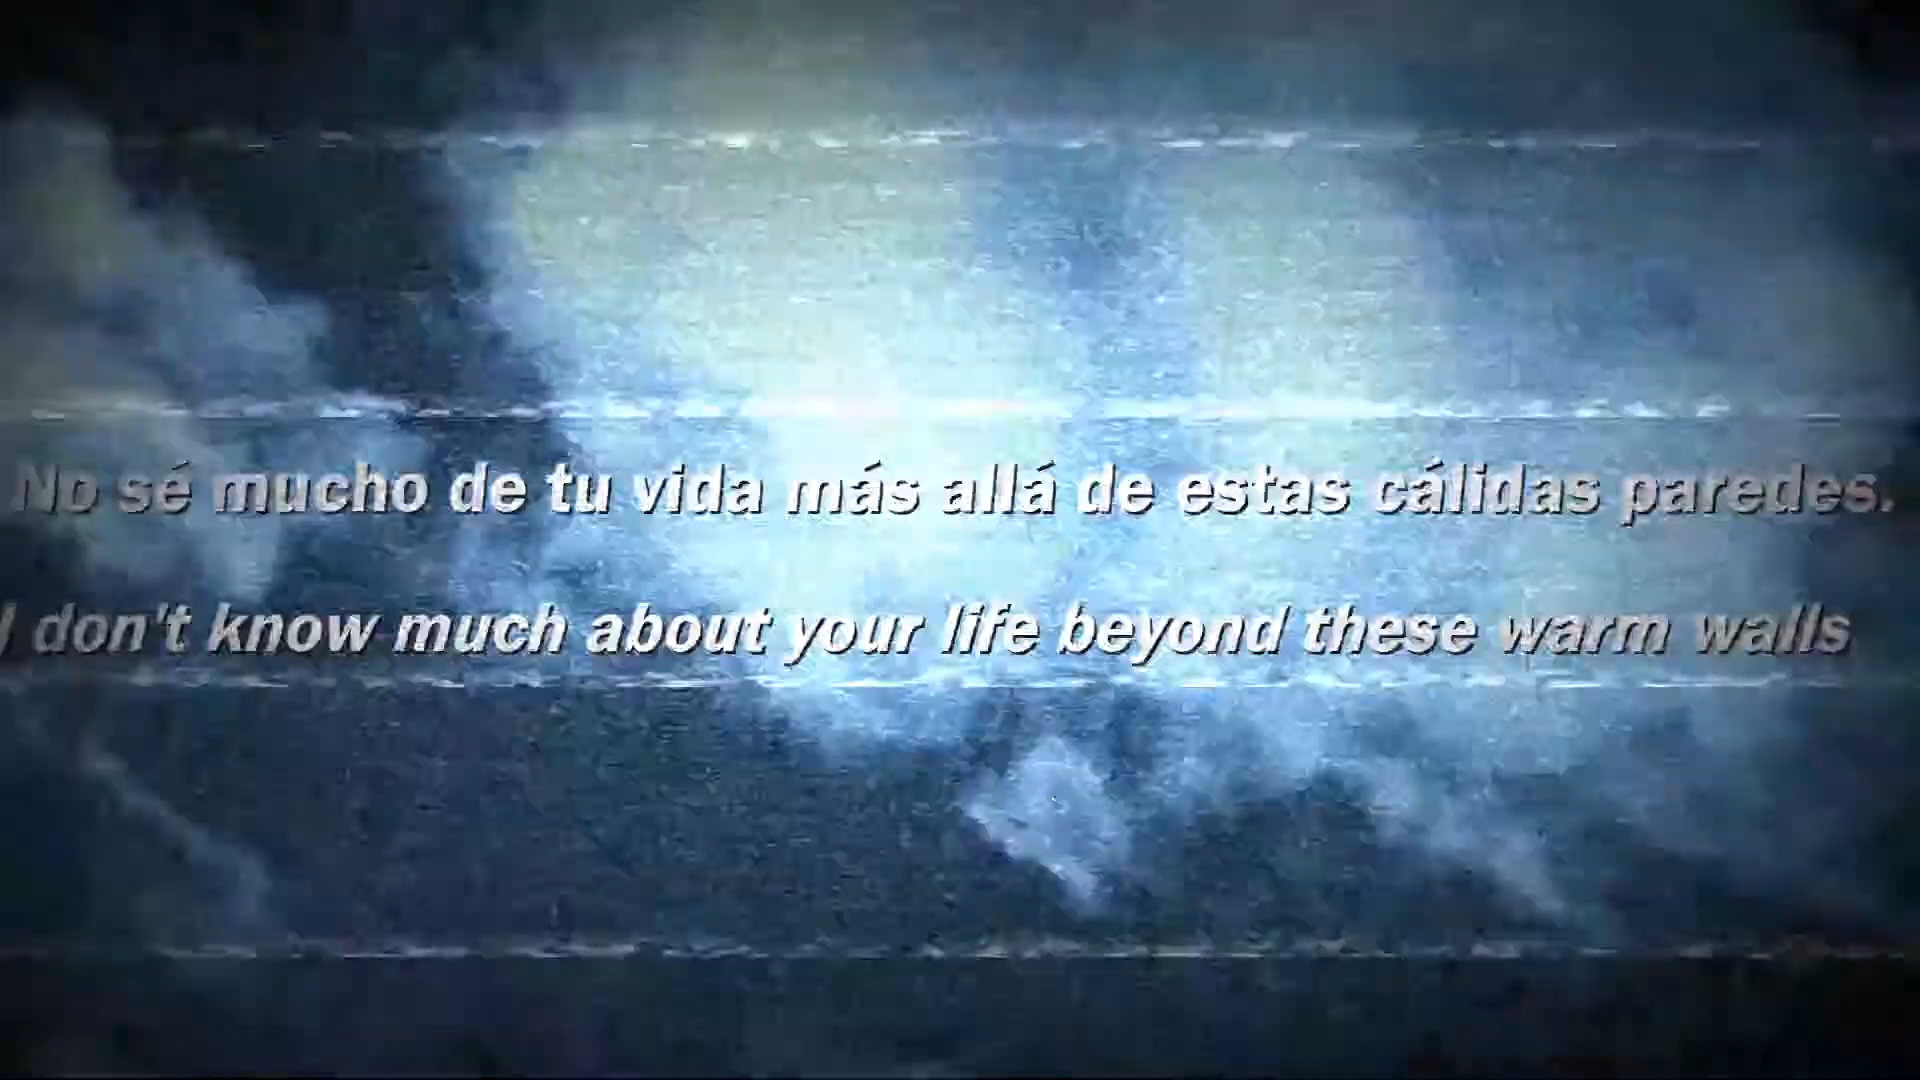 No sé mucho de tu vida más allá de estas cálidas paredes.
I don't know much about your life beyond these warm walls